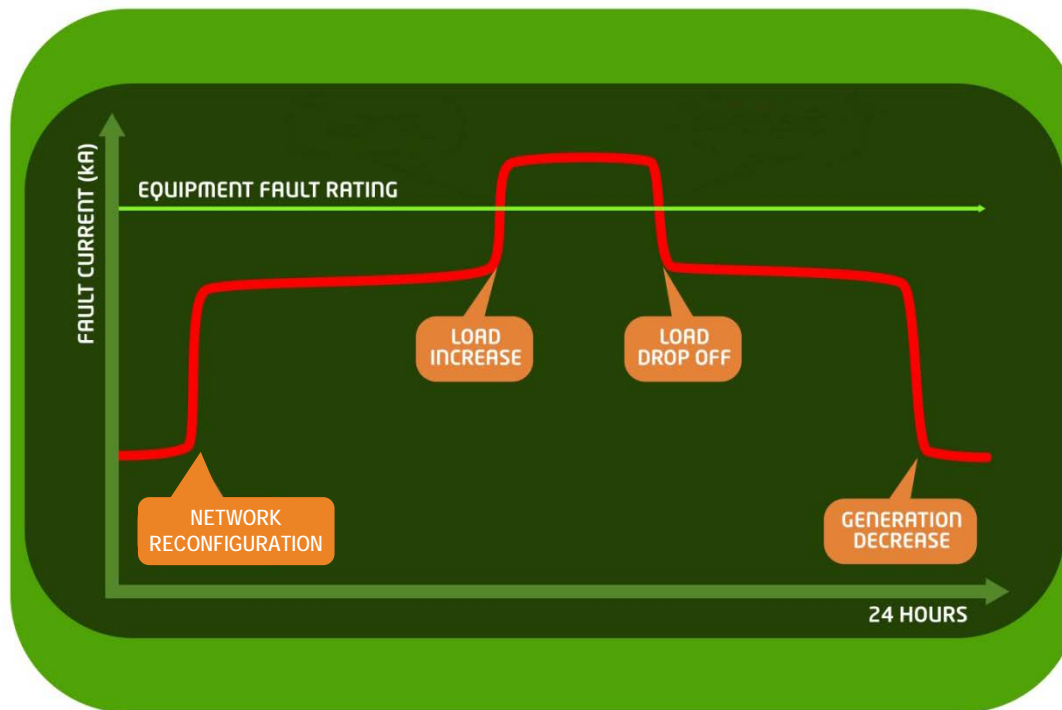 FAULT CURRENT (kA)
EQUIPMENT FAULT RATING
LOAD
INCREASE
LOAD
DROP OFF
NETWORK
RECONFIGURATION
GENERATION
DECREASE
24 HOURS